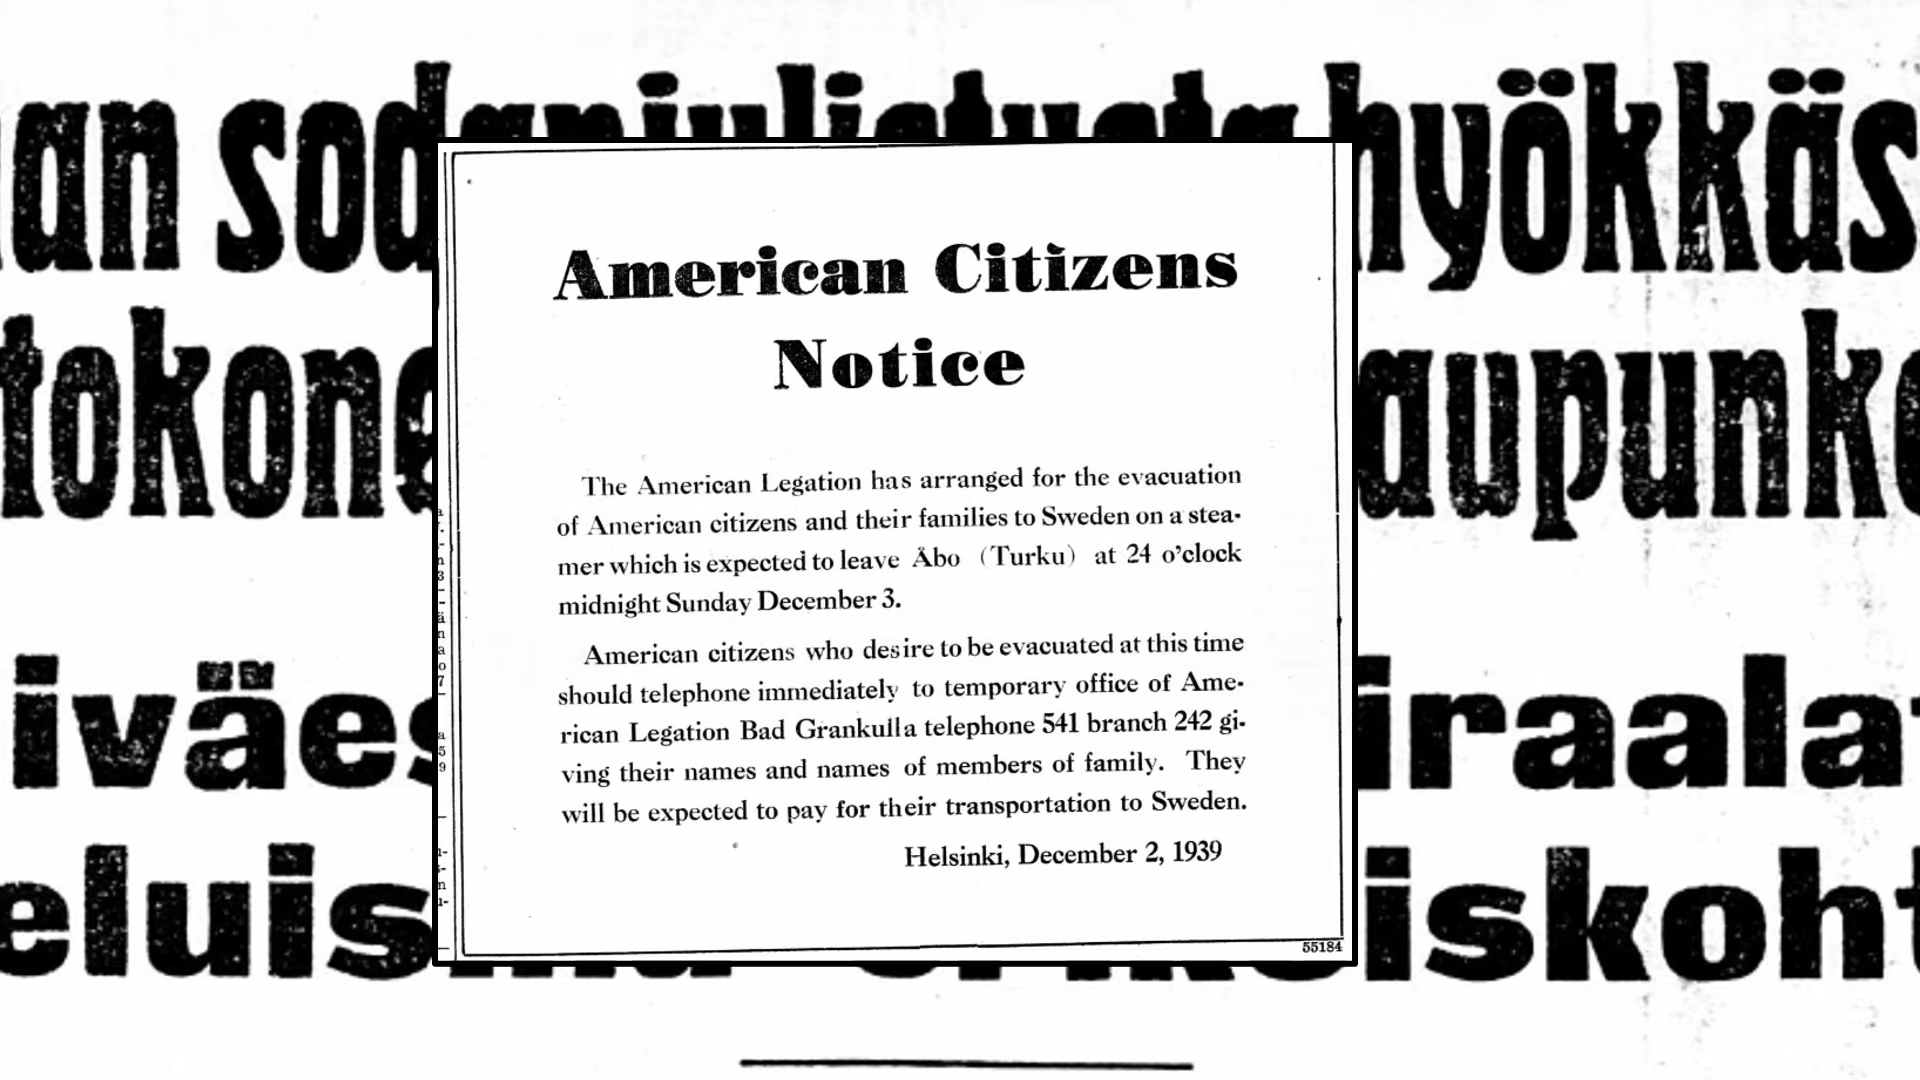 sodanjulistusta hyökkäs
American Citizens
Notice
The American Legation has arranged for the evacuation
of American citizens and their families to Sweden on a stea-
mer which is expected to leave Åbo (Turku) at 24 o'clock
midnight Sunday December 3.
American citizens who desire to be evacuated at this time
should telephone immediately to temporary office of Ame-
rican Legation Bad Grankulla telephone 541 branch 242 gi-
ving their names and names of members of family. They
will be expected to pay for their transportation to Sweden.
Helsinki, December 2, 1939
55184
tokone
aupunke
iväes
iraalat
eluis
iskoht